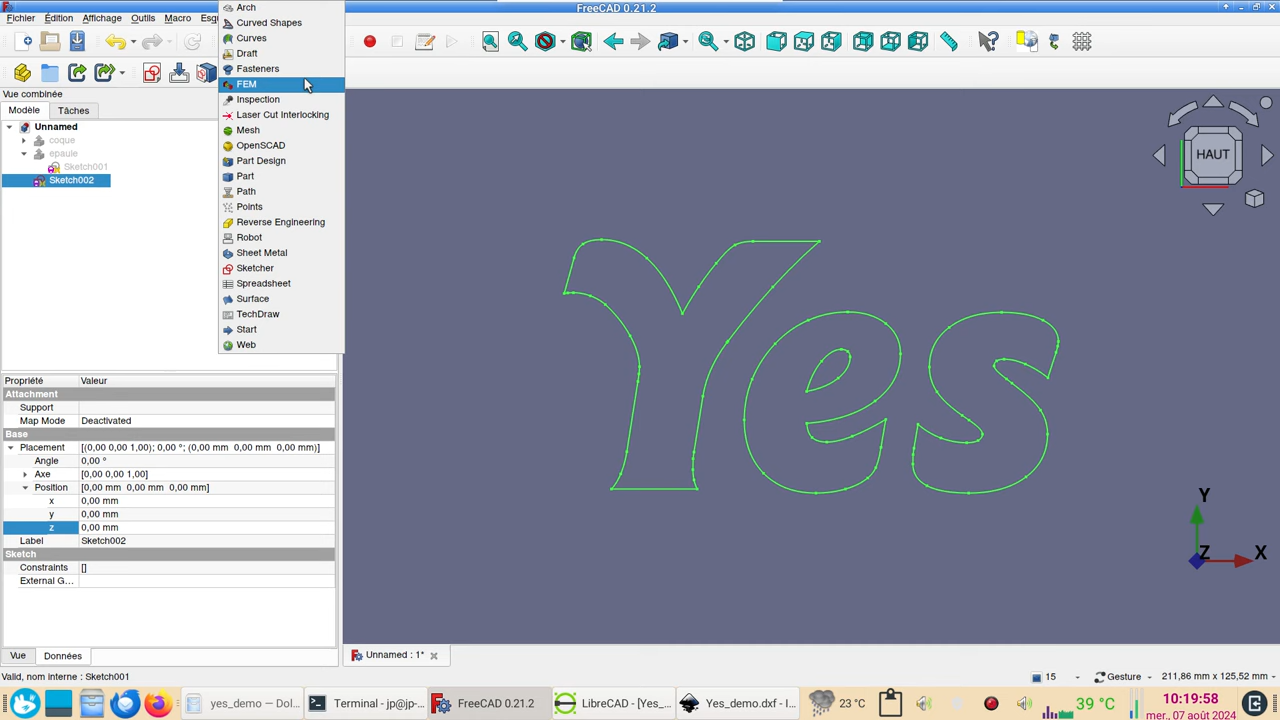 FreeCAD 0.21.2
Fichier Édition Affichage Outils Macro
Arch
Curved Shapes
Curves
Draft
Fasteners
FEM
Inspection
Laser Cut Interlocking
Mesh
OpenSCAD
Part Design
Part
Path
Points
Reverse Engineering
Robot
Sheet Metal
Sketcher
Spreadsheet
Surface
TechDraw
Start
Web
Vue combinée
Modèle Tâches
Unnamed
coque
epaule
Sketch001
Sketch002
Propriété Valeur
Attachment
Support
Map Mode Deactivated
Base
Placement [(0,00 0,00 1,00); 0,00 °; (0,00 mm 0,00 mm 0,00 mm)]
Angle 0,00 °
Axe [0,00 0,00 1,00]
Position [0,00 mm 0,00 mm 0,00 mm]
x 0,00 mm
y 0,00 mm
z 0,00 mm
Label Sketch002
Sketch
Constraints []
External G...
Vue Données
HAUT
Yes
Y
Z
X
Unnamed : 1*
Valid, nom interne : Sketch001
15 Gesture 211,86 mm x 125,52 mm
yes_demo — Dol...
Terminal - jp@jp-...
FreeCAD 0.21.2
LibreCAD - [Yes_...
Yes_demo.dxf - I...
23 °C
39 °C
10:19:58
mer., 07 août 2024